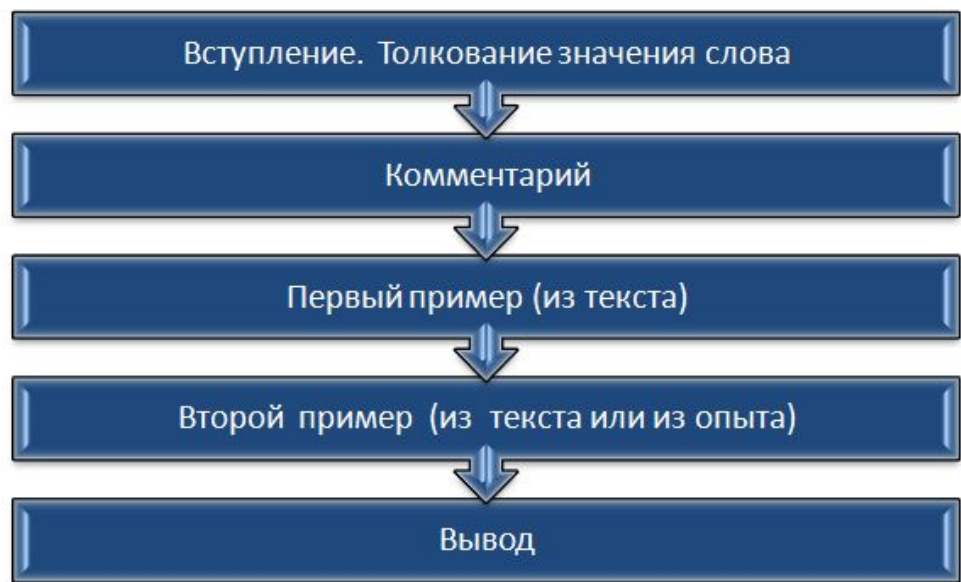 Вступление. Толкование значения слова
Комментарий
Первый пример (из текста)
Второй пример (из текста или из опыта)
Вывод